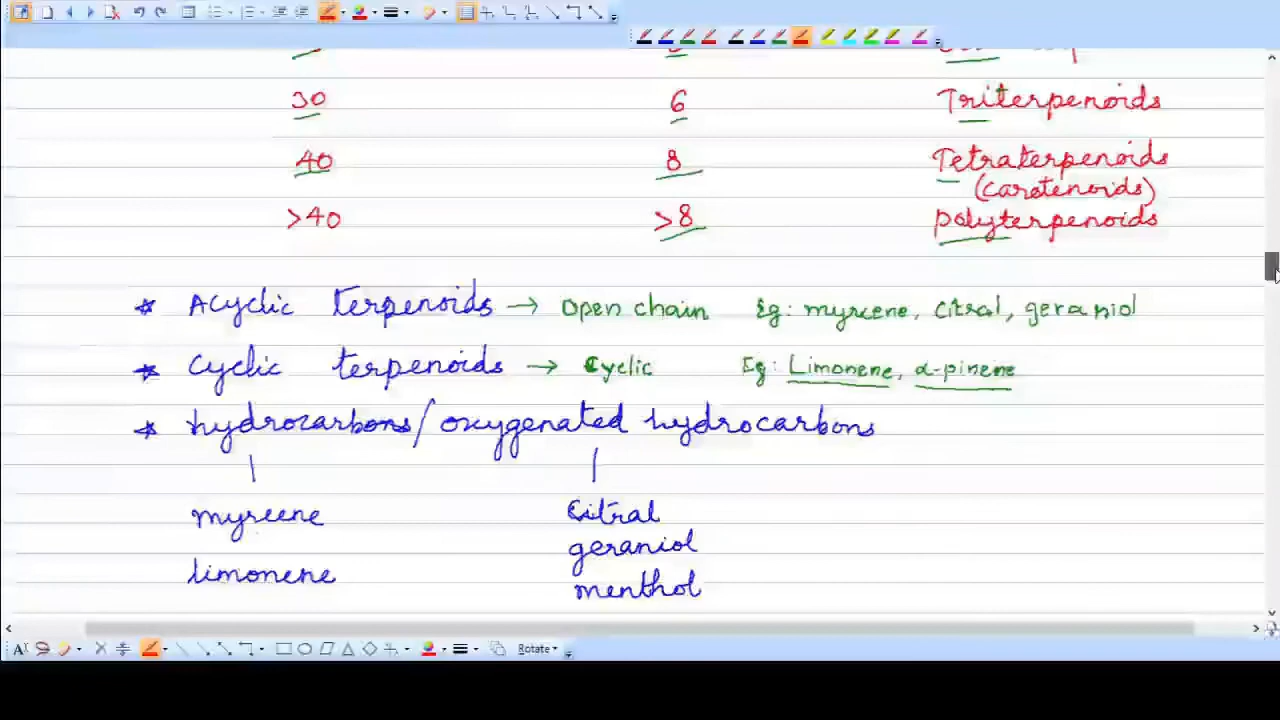 30 6 Triterpenoids
40 8 Tetraterpenoids
(carotenoids)
>40 >8 polyterpenoids
* Acyclic terpenoids → Open chain Eg: myrcene, Citral, geraniol
* Cyclic terpenoids → Cyclic Eg: Limonene, α-pinene
* hydrocarbons/oxygenated hydrocarbons
myrcene Citral
geraniol
limonene menthol
Rotate